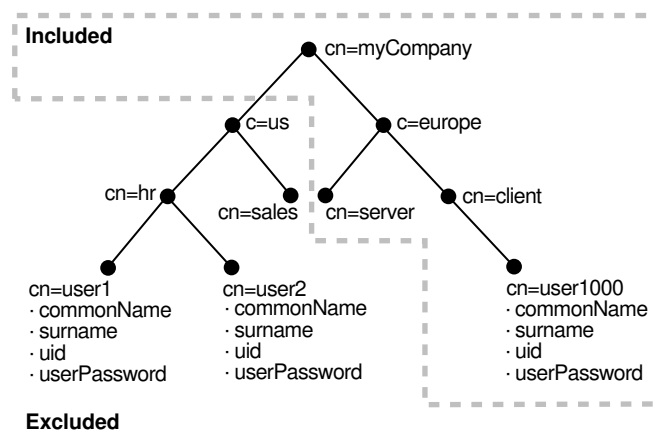 Included
cn=myCompany
c=us
c=europe
cn=hr
cn=sales
cn=server
cn=client
cn=user1
· commonName
· surname
· uid
· userPassword
cn=user2
· commonName
· surname
· uid
· userPassword
cn=user1000
· commonName
· surname
· uid
· userPassword
Excluded